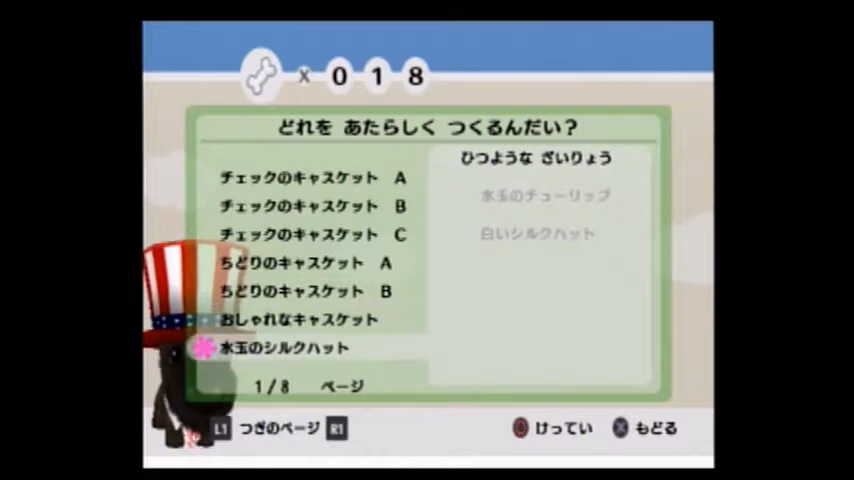 X 018
どれを あたらしく つくるんだい？
ひつような ざいりょう
チェックのキャスケット A
水玉のチューリップ
チェックのキャスケット B
白いシルクハット
チェックのキャスケット C
ちどりのキャスケット A
ちどりのキャスケット B
おしゃれなキャスケット
水玉のシルクハット
1/8 ページ
L1 つぎのページ R1 けってい もどる